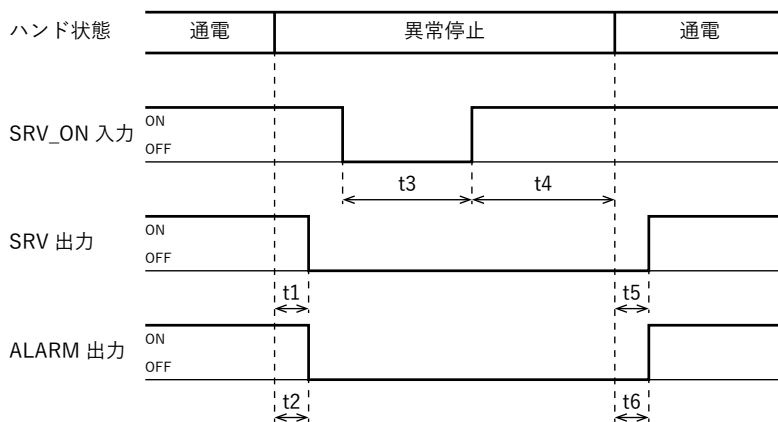 ハンド状態 通電 異常停止 通電
SRV_ON 入力 ON
OFF
t3 t4
SRV 出力 ON
OFF
t1 t5
ALARM 出力 ON
OFF
t2 t6